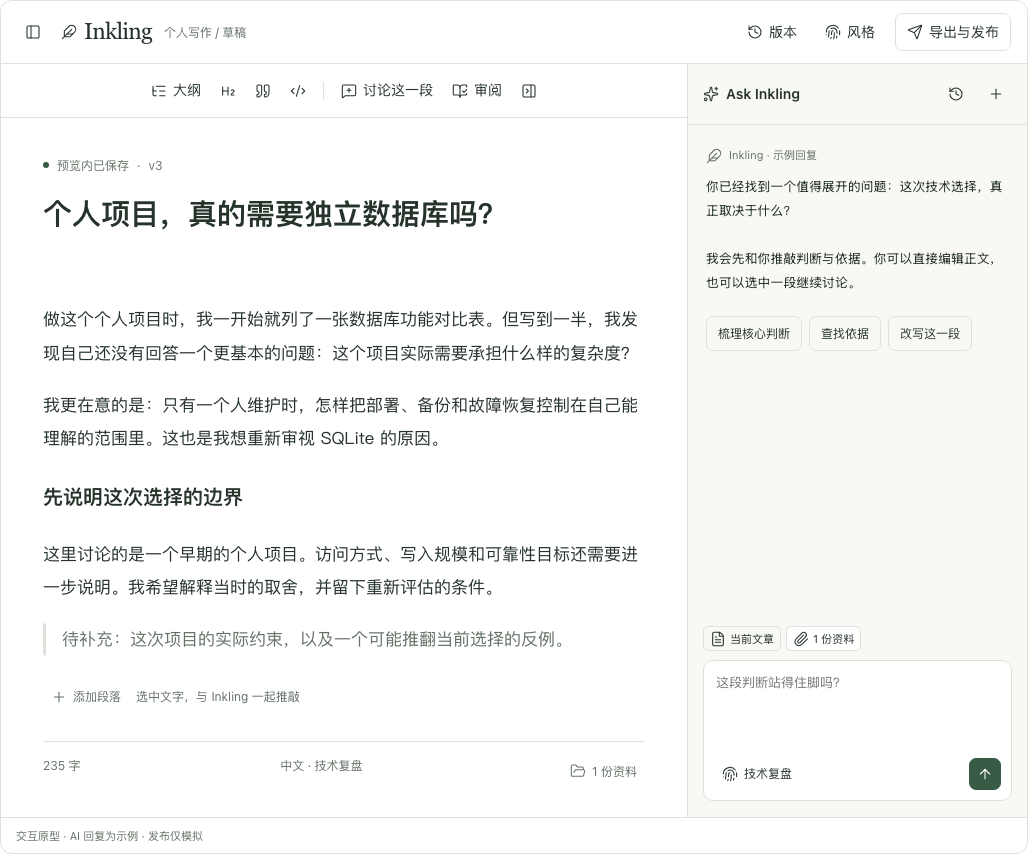 Inkling 个人写作 / 草稿
版本 风格 导出与发布
大纲 H₂ 讨论这一段 审阅
Ask Inkling
预览内已保存 · v3
个人项目，真的需要独立数据库吗？
做这个个人项目时，我一开始就列了一张数据库功能对比表。但写到一半，我发
现自己还没有回答一个更基本的问题：这个项目实际需要承担什么样的复杂度？
我更在意的是：只有一个人维护时，怎样把部署、备份和故障恢复控制在自己能
理解的范围里。这也是我想重新审视 SQLite 的原因。
先说明这次选择的边界
这里讨论的是一个早期的个人项目。访问方式、写入规模和可靠性目标还需要进
一步说明。我希望解释当时的取舍，并留下重新评估的条件。
待补充：这次项目的实际约束，以及一个可能推翻当前选择的反例。
添加段落 选中文字，与 Inkling 一起推敲
235 字 中文 · 技术复盘 1 份资料
Inkling · 示例回复
你已经找到一个值得展开的问题：这次技术选择，真
正取决于什么？
我会先和你推敲判断与依据。你可以直接编辑正文，
也可以选中一段继续讨论。
梳理核心判断 查找依据 改写这一段
当前文章 1 份资料
这段判断站得住脚吗？
技术复盘
交互原型 · AI 回复为示例 · 发布仅模拟